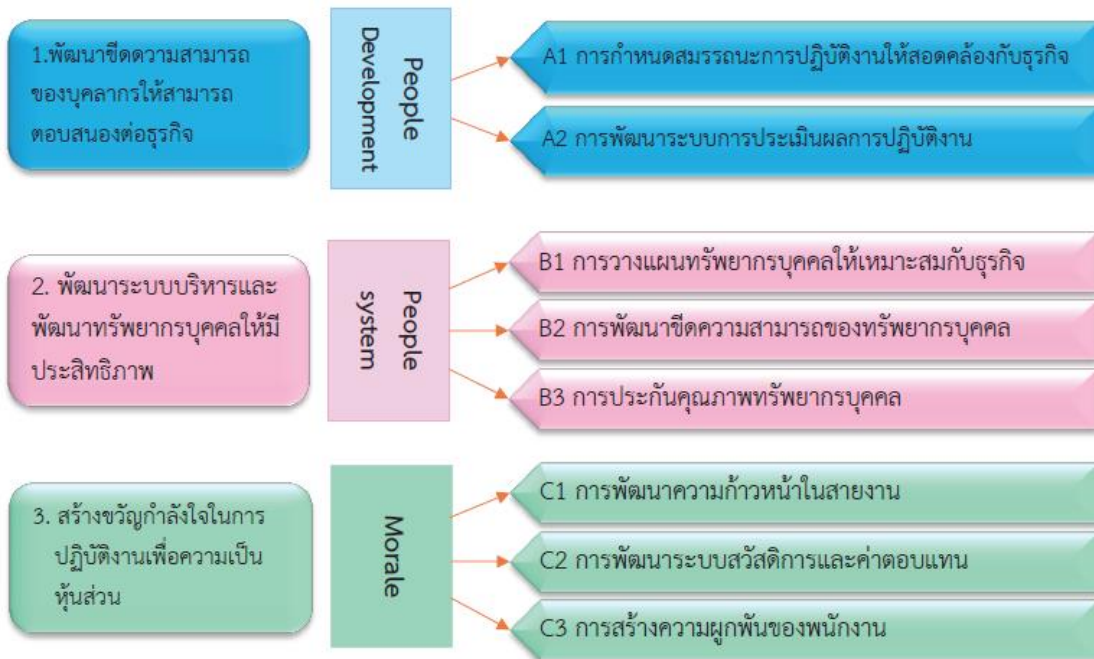 1.พัฒนาขีดความสามารถ
ของบุคลากรให้สามารถ
ตอบสนองต่อธุรกิจ
People
Development
A1 การกำหนดสมรรถนะการปฏิบัติงานให้สอดคล้องกับธุรกิจ
A2 การพัฒนาระบบการประเมินผลการปฏิบัติงาน
2. พัฒนาระบบบริหารและ
พัฒนาทรัพยากรบุคคลให้มี
ประสิทธิภาพ
People
system
B1 การวางแผนทรัพยากรบุคคลให้เหมาะสมกับธุรกิจ
B2 การพัฒนาขีดความสามารถของทรัพยากรบุคคล
B3 การประกันคุณภาพทรัพยากรบุคคล
3. สร้างขวัญกำลังใจในการ
ปฏิบัติงานเพื่อความเป็น
หุ้นส่วน
Morale
C1 การพัฒนาความก้าวหน้าในสายงาน
C2 การพัฒนาระบบสวัสดิการและค่าตอบแทน
C3 การสร้างความผูกพันของพนักงาน